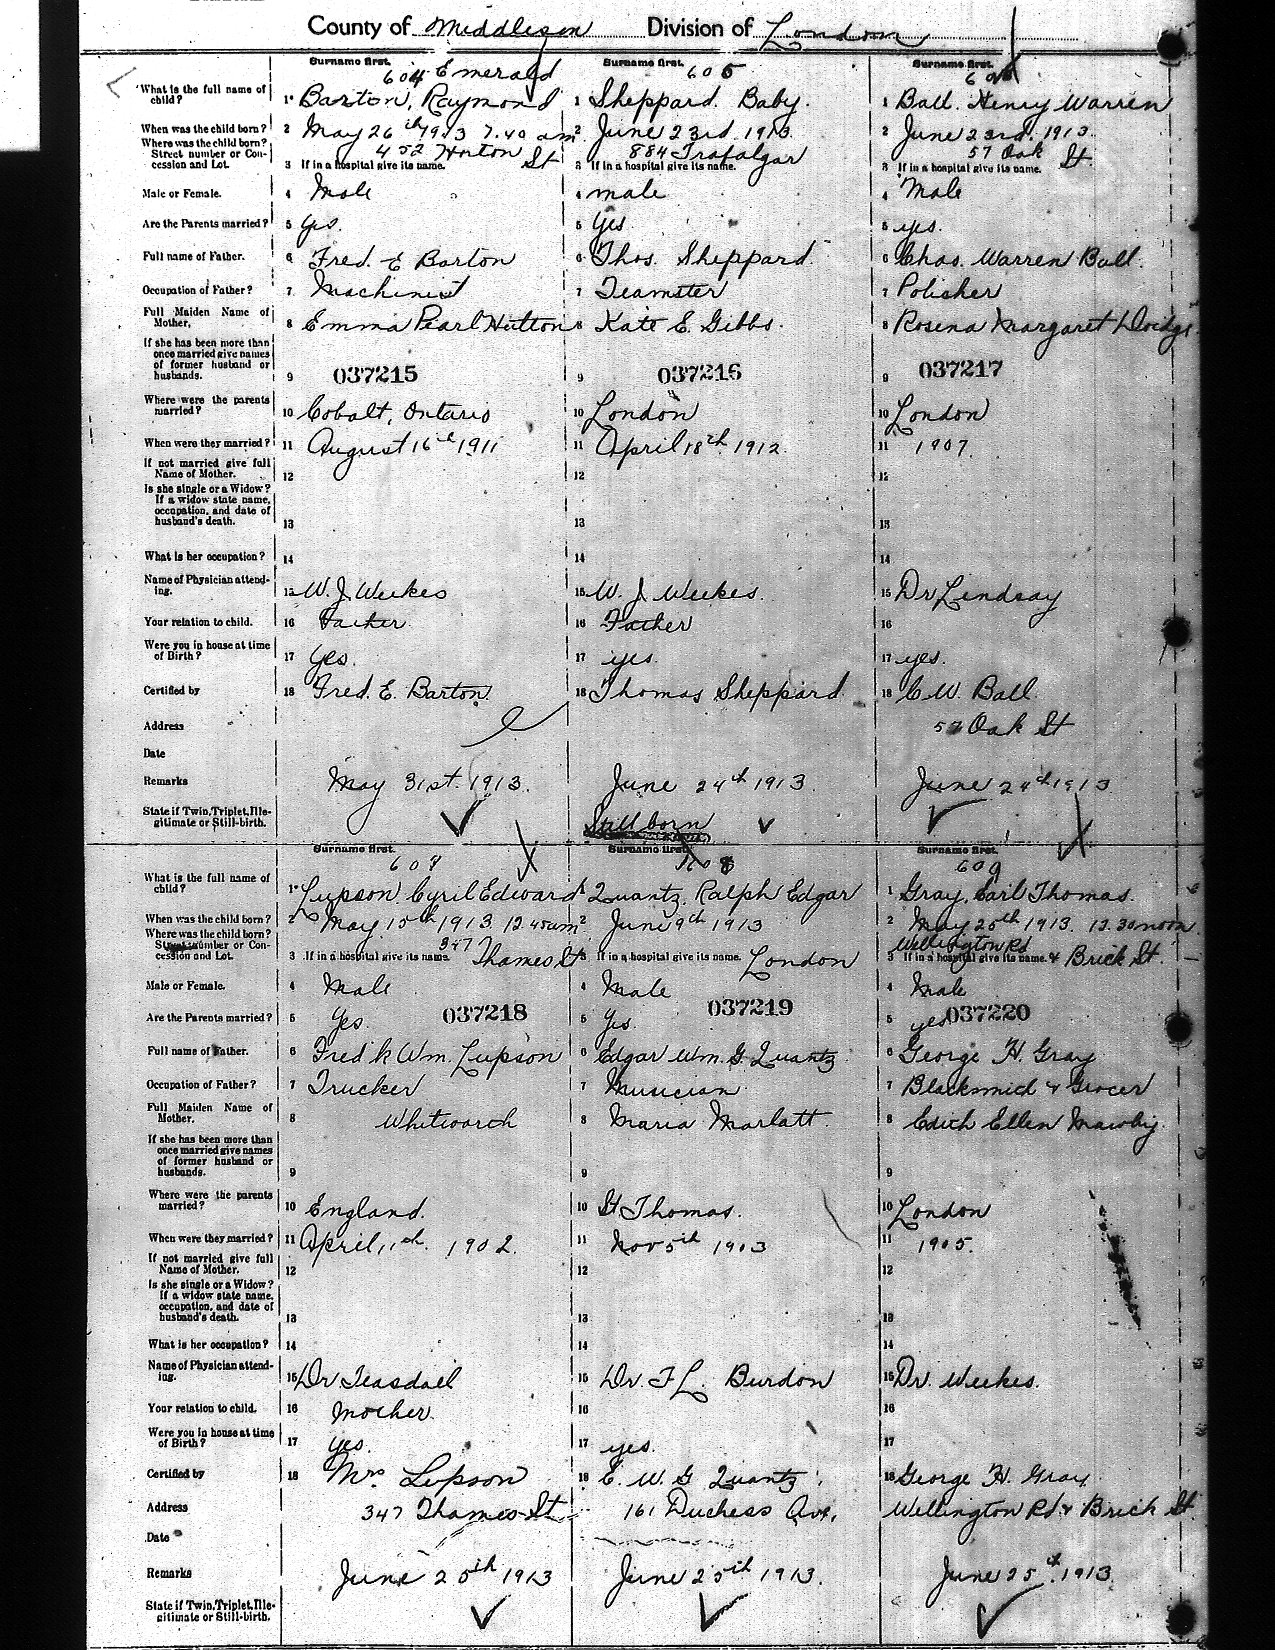 County of Middlesex Division of London
Surname first. Surname first. Surname first.
604 Emerald 605 606
What is the full name of child? 1 Barton, Raymond 1 Sheppard. Baby. 1 Ball. Henry Warren
When was the child born? 2 May 26th 1913 7.40 am 2 June 23rd. 1913. 2 June 23rd. 1913.
Where was the child born? Street number or Concession and Lot. 452 Horton St 884 Trafalgar 57 Oak St.
3 If in a hospital give its name. 3 If in a hospital give its name. 3 If in a hospital give its name.
Male or Female. 4 Male 4 male 4 Male
Are the Parents married? 5 yes. 5 yes 5 yes.
Full name of Father. 6 Fred. E Barton 6 Thos. Sheppard. 6 Chas. Warren Ball.
Occupation of Father? 7 Machinist 7 Teamster 7 Polisher
Full Maiden Name of Mother, 8 Emma Pearl Hutton 8 Kate E. Gibbs. 8 Rosena Margaret Doidge
If she has been more than once married give names of former husband or husbands. 9 037215 9 037216 9 037217
Where were the parents married? 10 Cobalt, Ontario 10 London 10 London
When were they married? 11 August 16th 1911 11 April 18th 1912. 11 1907.
If not married give full Name of Mother. 12 12 12
Is she single or a Widow? If a widow state name, occupation, and date of husband's death. 13 13 13
What is her occupation? 14 14 14
Name of Physician attending. 15 W. J. Weekes 15 W. J. Weekes. 15 Dr Lindsay
Your relation to child. 16 Father. 16 Father 16
Were you in house at time of Birth? 17 yes. 17 yes. 17 yes.
Certified by 18 Fred. E. Barton 18 Thomas Sheppard. 18 C. W. Ball.
Address 57 Oak St
Date
Remarks May 31st. 1913. June 24th 1913. June 24th 1913
State if Twin, Triplet, Illegitimate or Still-birth. Still born
Surname first. Surname first. Surname first.
607 608 609
What is the full name of child? 1 Lupson Cyril Edward 1 Quantz, Ralph Edgar 1 Gray, Earl Thomas.
When was the child born? 2 May 15th 1913. 12.45 am 2 June 9th 1913 2 May 25th 1913. 12.30 noon
Where was the child born? Street number or Concession and Lot. 347 Thames St London Wellington Rd & Brick St.
3 If in a hospital give its name. 3 If in a hospital give its name. 3 If in a hospital give its name.
Male or Female. 4 Male 4 Male 4 Male
Are the Parents married? 5 Yes. 037218 5 Yes. 037219 5 yes 037220
Full name of Father. 6 Fred k Wm. Lupson 6 Edgar Wm. G. Quantz 6 George H. Gray
Occupation of Father? 7 Trucker 7 Musician 7 Blacksmith & Grocer
Full Maiden Name of Mother. 8 Whitworth 8 Maria Marlatt. 8 Edith Ellen Mawby
If she has been more than once married give names of former husband or husbands. 9 9 9
Where were the parents married? 10 England. 10 St Thomas. 10 London
When were they married? 11 April 11th. 1902. 11 Nov 5th 1903 11 1905.
If not married give full Name of Mother. 12 12 12
Is she single or a Widow? If a widow state name, occupation, and date of husband's death. 13 13 13
What is her occupation? 14 14 14
Name of Physician attending. 15 Dr Teasdall 15 Dr. F L. Burdon 15 Dr. Weekes.
Your relation to child. 16 Mother. 16 16
Were you in house at time of Birth? 17 yes. 17 yes. 17
Certified by 18 Mrs Lupson 18 E. W. G Quantz. 18 George H. Gray.
Address 347 Thames St 161 Duchess Ave. Wellington Rd & Brick St.
Date
Remarks June 25th 1913 June 25th 1913. June 25th. 1913
State if Twin, Triplet, Illegitimate or Still-birth.